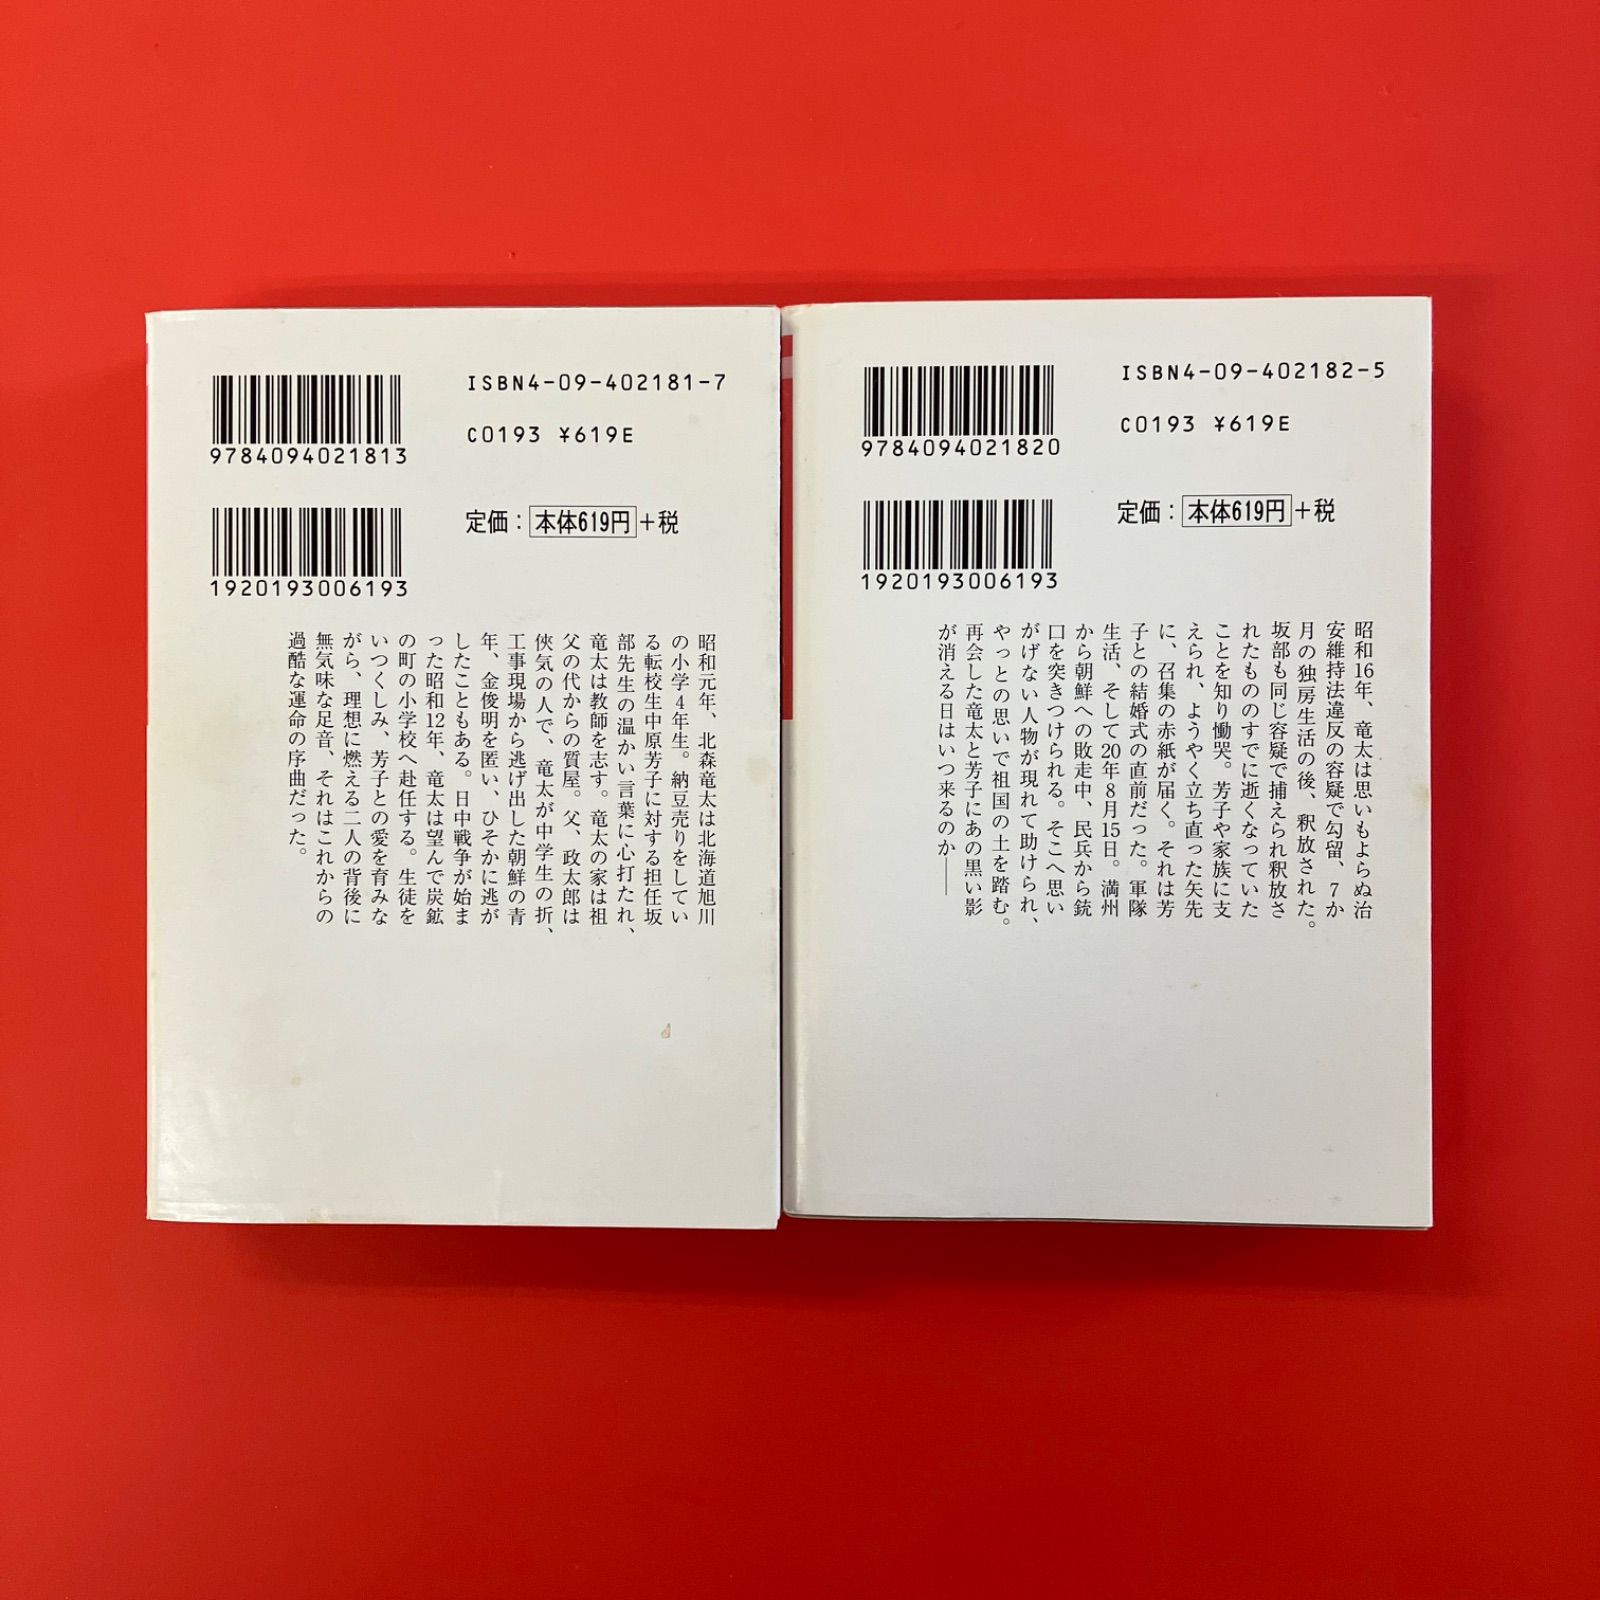 ISBN4-09-402181-7
C0193 ¥619E
9784094021813
定価：本体619円+税
1920193006193
昭和元年、北森竜太は北海道旭川
の小学4年生。納豆売りをしてい
る転校生中原芳子に対する担任坂
部先生の温かい言葉に心打たれ、
竜太は教師を志す。竜太の家は祖
父の代からの質屋。父、政太郎は
俠気の人で、竜太が中学生の折、
工事現場から逃げ出した朝鮮の青
年、金俊明を匿い、ひそかに逃が
したこともある。日中戦争が始ま
った昭和12年、竜太は望んで炭鉱
の町の小学校へ赴任する。生徒を
いつくしみ、芳子との愛を育みな
がら、理想に燃える二人の背後に
無気味な足音、それはこれからの
過酷な運命の序曲だった。
ISBN4-09-402182-5
C0193 ¥619E
9784094021820
定価：本体619円+税
1920193006193
昭和16年、竜太は思いもよらぬ治
安維持法違反の容疑で勾留、7か
月の独房生活の後、釈放された。
坂部も同じ容疑で捕えられ釈放さ
れたもののすでに逝くなっていた
ことを知り慟哭。芳子や家族に支
えられ、ようやく立ち直った矢先
に、召集の赤紙が届く。それは芳
子との結婚式の直前だった。軍隊
生活、そして20年8月15日。満州
から朝鮮への敗走中、民兵から銃
口を突きつけられる。そこへ思い
がけない人物が現れて助けられ、
やっとの思いで祖国の土を踏む。
再会した竜太と芳子にあの黒い影
が消える日はいつ来るのか――